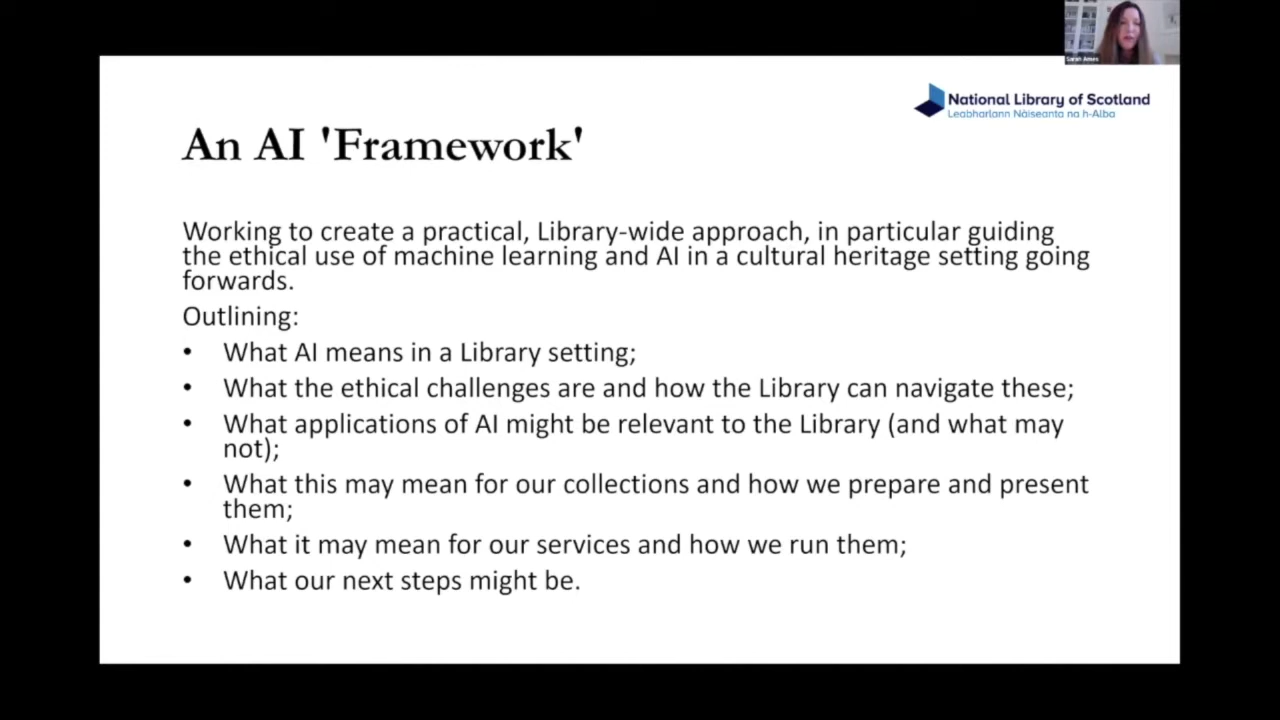 Sarah Ames
National Library of Scotland
Leabharlann Nàiseanta na h-Alba
An AI 'Framework'
Working to create a practical, Library-wide approach, in particular guiding
the ethical use of machine learning and AI in a cultural heritage setting going
forwards.
Outlining:
• What AI means in a Library setting;
• What the ethical challenges are and how the Library can navigate these;
• What applications of AI might be relevant to the Library (and what may
not);
• What this may mean for our collections and how we prepare and present
them;
• What it may mean for our services and how we run them;
• What our next steps might be.